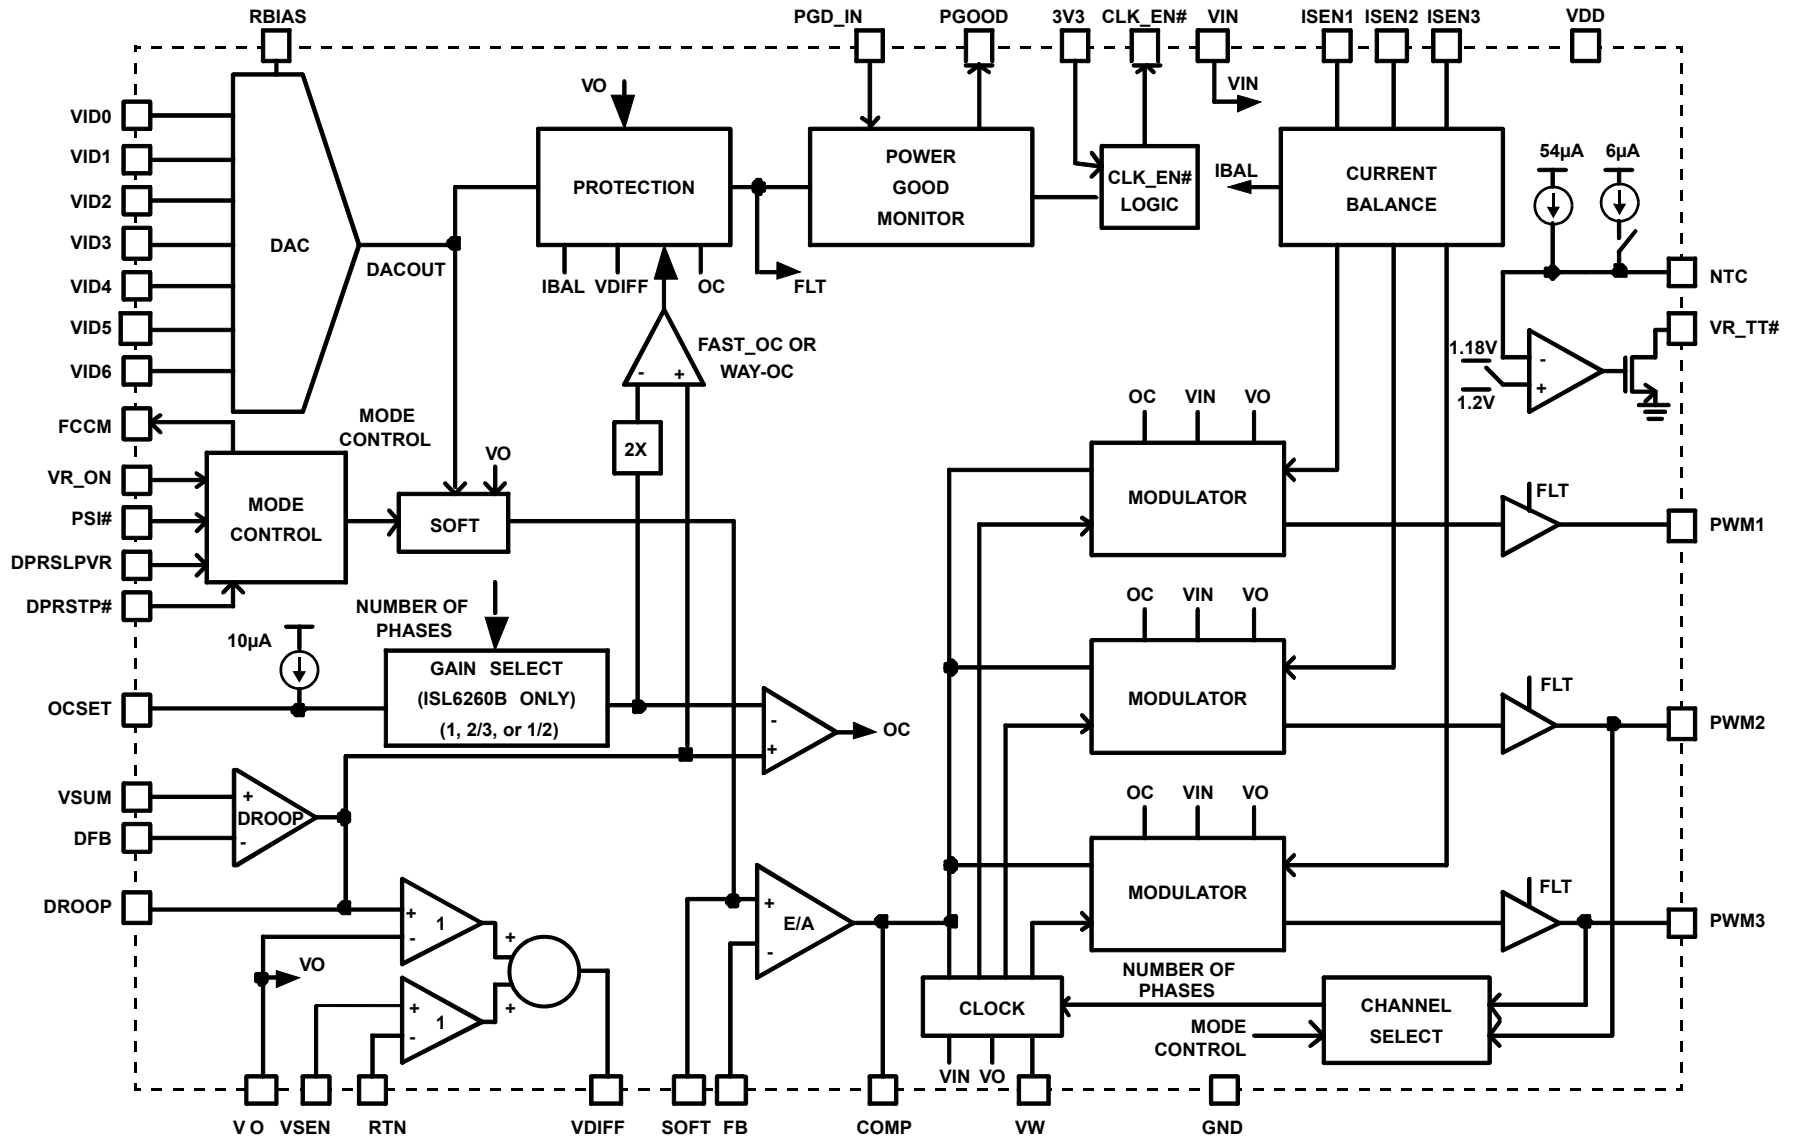 RBIAS
PGD_IN
PGOOD
3V3
CLK_EN#
VIN
ISEN1
ISEN2
ISEN3
VDD
VID0
VID1
VID2
VID3
VID4
VID5
VID6
DAC
DACOUT
VO
PROTECTION
IBAL
VDIFF
OC
FLT
POWER
GOOD
MONITOR
CLK_EN#
LOGIC
VIN
IBAL
CURRENT
BALANCE
54µA
6µA
NTC
VR_TT#
1.18V
1.2V
-
+
FAST_OC OR
WAY-OC
-
+
2X
FCCM
VR_ON
PSI#
DPRSLPVR
DPRSTP#
MODE
CONTROL
MODE
CONTROL
VO
SOFT
NUMBER OF
PHASES
10µA
OCSET
GAIN SELECT
(ISL6260B ONLY)
(1, 2/3, or 1/2)
-
+
OC
OC
VIN
VO
MODULATOR
FLT
PWM1
OC
VIN
VO
MODULATOR
FLT
PWM2
OC
VIN
VO
MODULATOR
FLT
PWM3
VSUM
DFB
+
DROOP
-
DROOP
+
1
-
+
VO
+
1
-
+
+
E/A
-
CLOCK
NUMBER OF
PHASES
MODE
CONTROL
CHANNEL
SELECT
VIN
VO
V O
VSEN
RTN
VDIFF
SOFT
FB
COMP
VW
GND